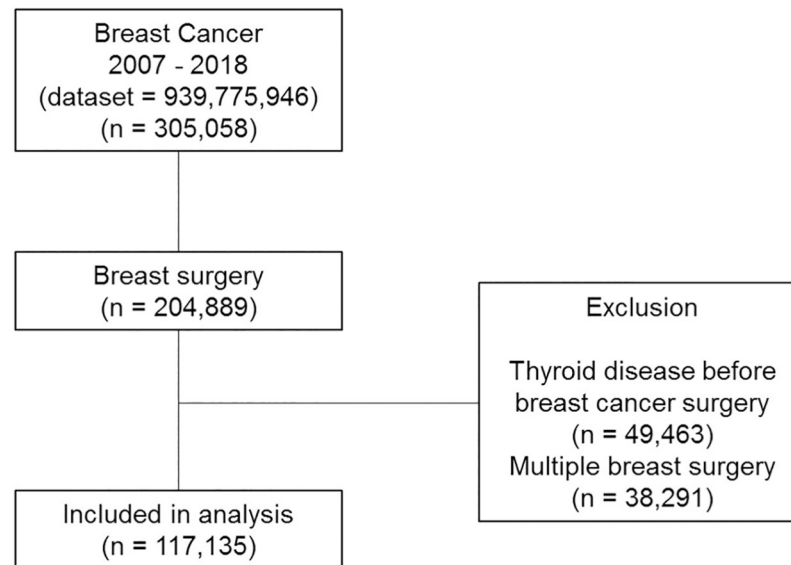 Breast Cancer
2007 - 2018
(dataset = 939,775,946)
(n = 305,058)
Breast surgery
(n = 204,889)
Exclusion
Thyroid disease before
breast cancer surgery
(n = 49,463)
Multiple breast surgery
(n = 38,291)
Included in analysis
(n = 117,135)